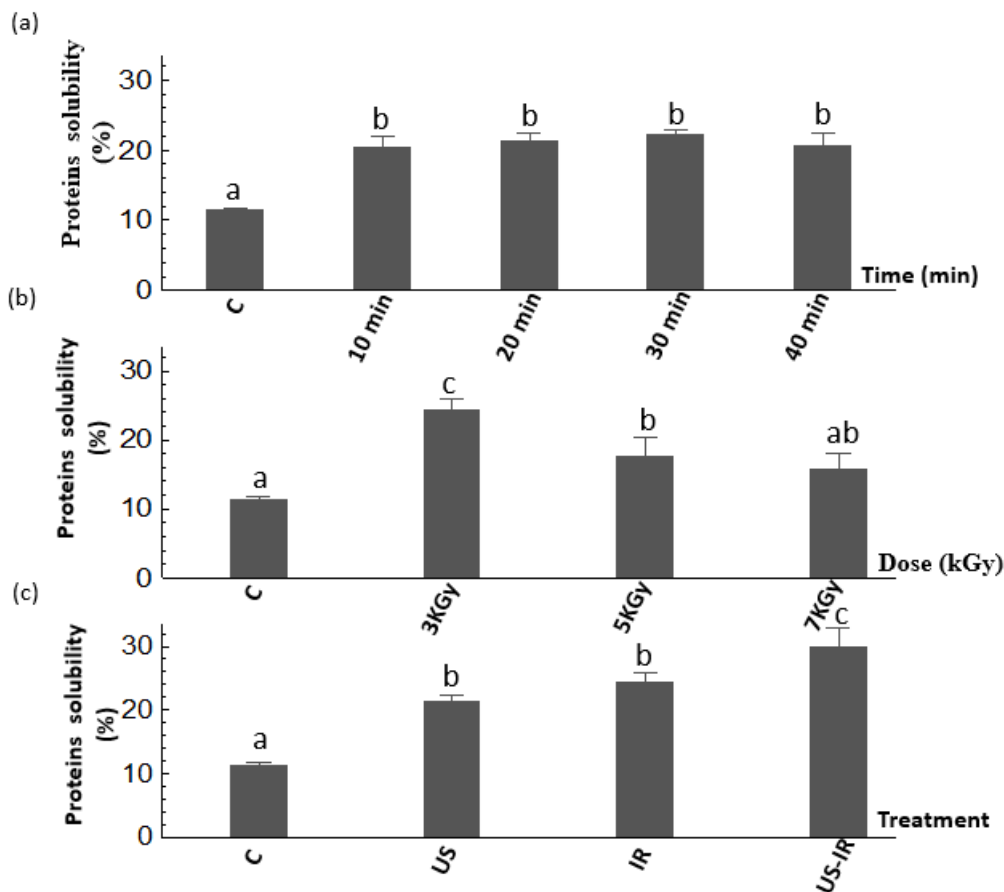 (a)
Proteins solubility
(%)
30
20
10
0
a
b
b
b
b
C
10 min
20 min
30 min
40 min
Time (min)
(b)
Proteins solubility
(%)
30
20
10
0
a
c
b
ab
C
3KGy
5KGy
7KGy
Dose (kGy)
(c)
Proteins solubility
(%)
30
20
10
0
a
b
b
c
C
US
IR
US-IR
Treatment